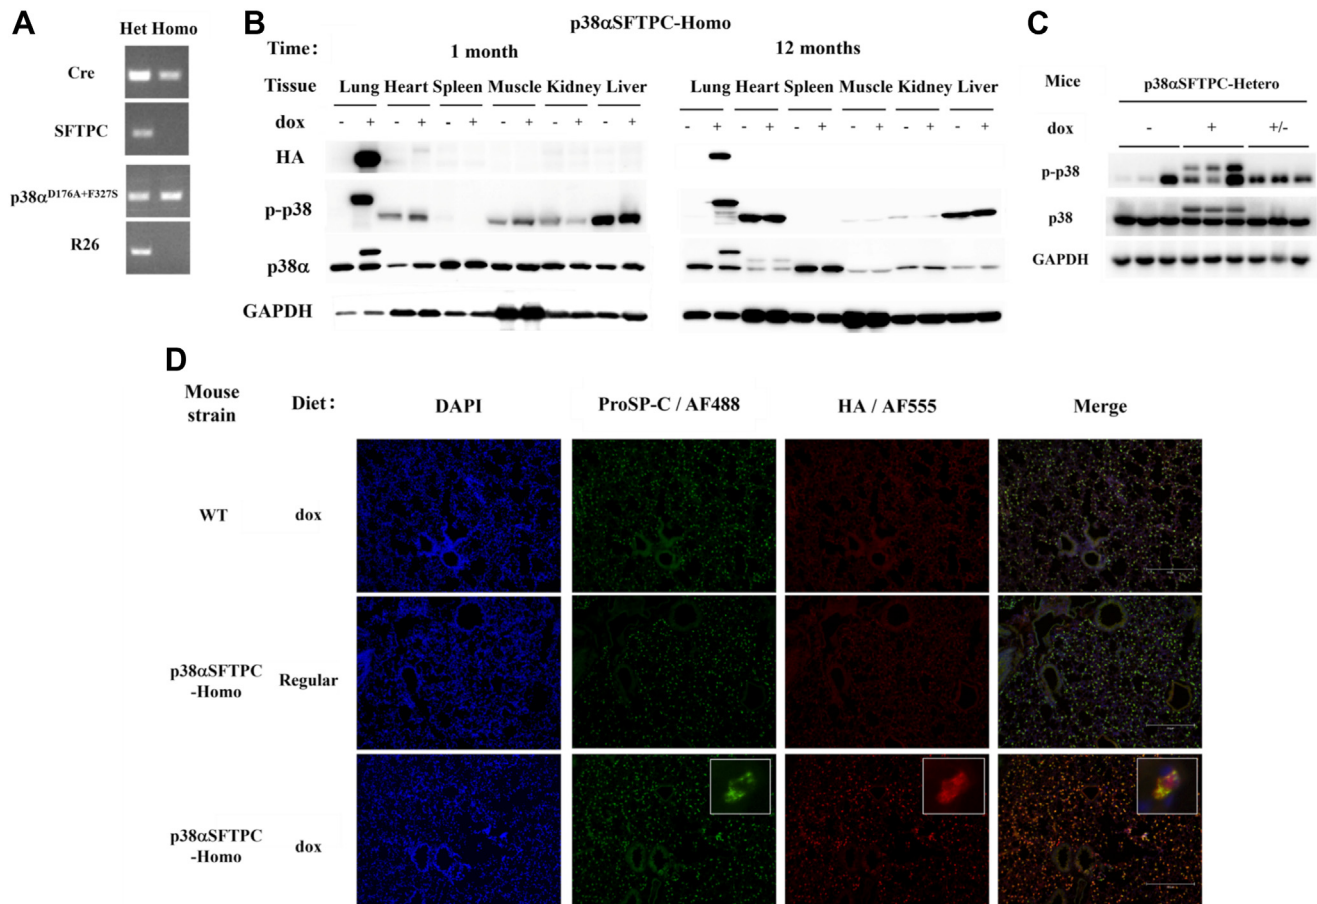 A
Het Homo
Cre
SFTPC
p38αD176A+F327S
R26
B
p38αSFTPC-Homo
Time:
1 month
12 months
Tissue
Lung Heart Spleen Muscle Kidney Liver
Lung Heart Spleen Muscle Kidney Liver
dox
- + - + - + - + - + - +
- + - + - + - + - + - +
HA
p-p38
p38α
GAPDH
C
Mice
p38αSFTPC-Hetero
dox
- + +/-
p-p38
p38
GAPDH
D
Mouse
strain
Diet:
DAPI
ProSP-C / AF488
HA / AF555
Merge
WT
dox
p38αSFTPC
-Homo
Regular
p38αSFTPC
-Homo
dox